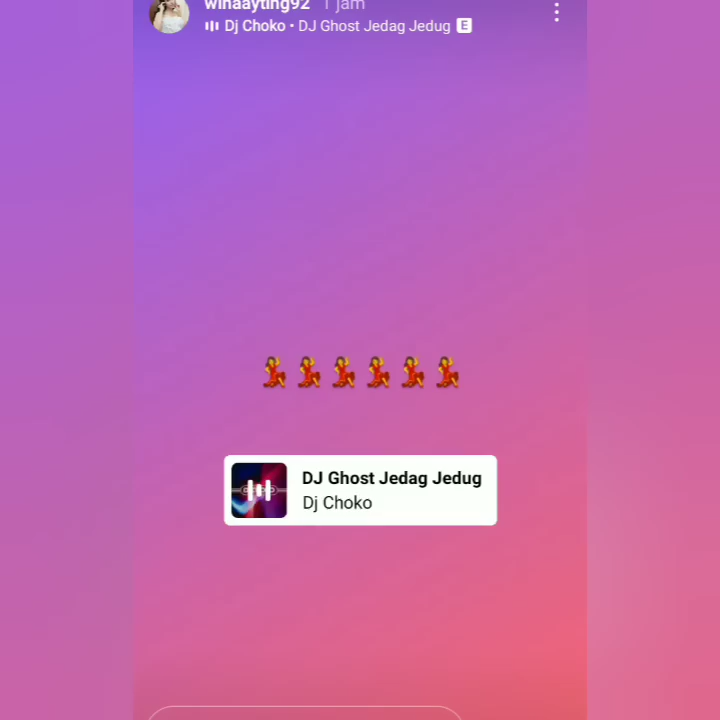 winaayting92 1 jam
Dj Choko • DJ Ghost Jedag Jedug E
💃💃💃💃💃💃
DJ Ghost Jedag Jedug
Dj Choko